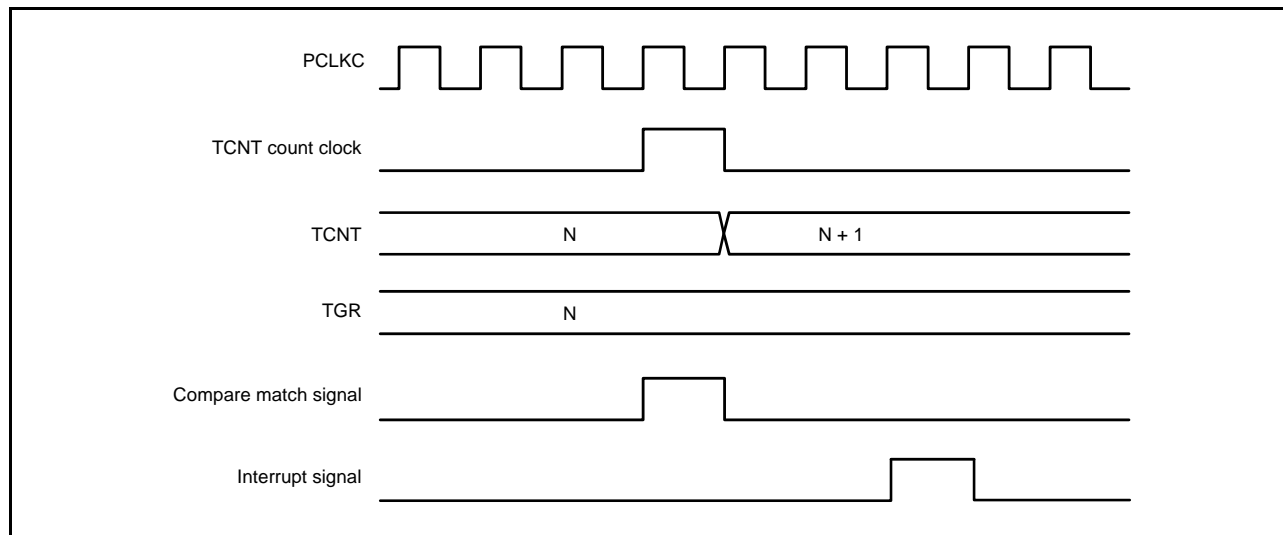 PCLKC
TCNT count clock
TCNT
N
N + 1
TGR
N
Compare match signal
Interrupt signal